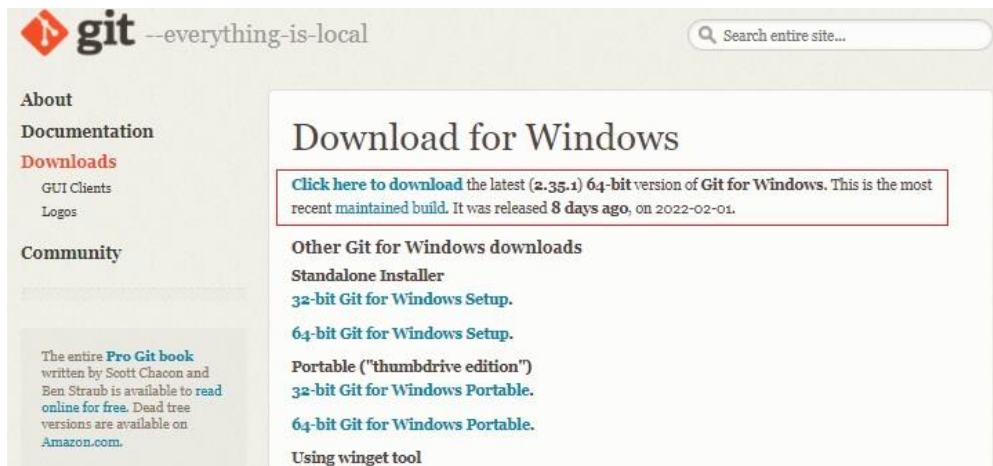 git --everything-is-local
Search entire site...
About
Documentation
Downloads
GUI Clients
Logos
Community
The entire Pro Git book
written by Scott Chacon and
Ben Straub is available to read
online for free. Dead tree
versions are available on
Amazon.com.
Download for Windows
Click here to download the latest (2.35.1) 64-bit version of Git for Windows. This is the most
recent maintained build. It was released 8 days ago, on 2022-02-01.
Other Git for Windows downloads
Standalone Installer
32-bit Git for Windows Setup.
64-bit Git for Windows Setup.
Portable ("thumbdrive edition")
32-bit Git for Windows Portable.
64-bit Git for Windows Portable.
Using winget tool